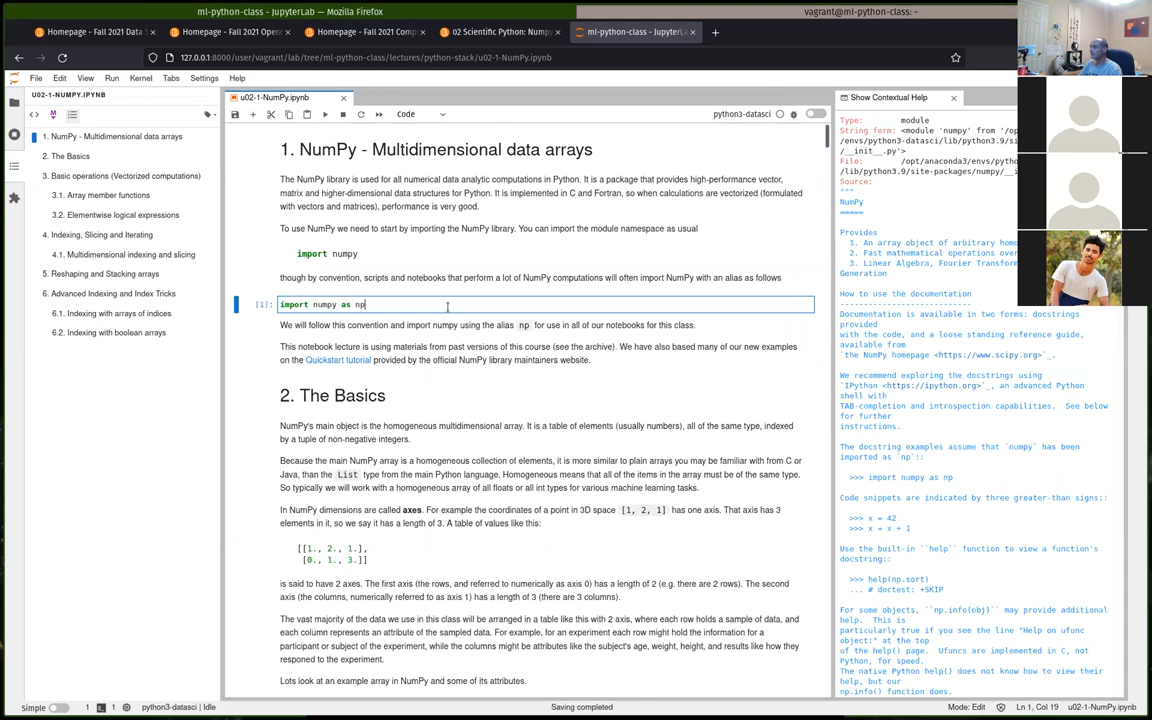 ml-python-class - JupyterLab — Mozilla Firefox
vagrant@ml-python-class: ~
Homepage - Fall 2021 Data S
Homepage - Fall 2021 Opera
Homepage - Fall 2021 Comp
02 Scientific Python: Numpy,
ml-python-class - JupyterLa
127.0.0.1:8000/user/vagrant/lab/tree/ml-python-class/lectures/python-stack/u02-1-NumPy.ipynb
File Edit View Run Kernel Tabs Settings Help
U02-1-NUMPY.IPYNB
1. NumPy - Multidimensional data arrays
2. The Basics
3. Basic operations (Vectorized computations)
3.1. Array member functions
3.2. Elementwise logical expressions
4. Indexing, Slicing and Iterating
4.1. Multidimensional indexing and slicing
5. Reshaping and Stacking arrays
6. Advanced Indexing and Index Tricks
6.1. Indexing with arrays of indices
6.2. Indexing with boolean arrays
u02-1-NumPy.ipynb
Code
python3-datasci
1. NumPy - Multidimensional data arrays
The NumPy library is used for all numerical data analytic computations in Python. It is a package that provides high-performance vector,
matrix and higher-dimensional data structures for Python. It is implemented in C and Fortran, so when calculations are vectorized (formulated
with vectors and matrices), performance is very good.
To use NumPy we need to start by importing the NumPy library. You can import the module namespace as usual
import numpy
though by convention, scripts and notebooks that perform a lot of NumPy computations will often import NumPy with an alias as follows
[1]: import numpy as np
We will follow this convention and import numpy using the alias np for use in all of our notebooks for this class.
This notebook lecture is using materials from past versions of this course (see the archive). We have also based many of our new examples
on the Quickstart tutorial provided by the official NumPy library maintainers website.
2. The Basics
NumPy's main object is the homogeneous multidimensional array. It is a table of elements (usually numbers), all of the same type, indexed
by a tuple of non-negative integers.
Because the main NumPy array is a homogeneous collection of elements, it is more similar to plain arrays you may be familiar with from C or
Java, than the List type from the main Python language. Homogeneous means that all of the items in the array must be of the same type.
So typically we will work with a homogeneous array of all floats or all int types for various machine learning tasks.
In NumPy dimensions are called axes. For example the coordinates of a point in 3D space [1, 2, 1] has one axis. That axis has 3
elements in it, so we say it has a length of 3. A table of values like this:
[[1., 2., 1.],
[0., 1., 3.]]
is said to have 2 axes. The first axis (the rows, and referred to numerically as axis 0) has a length of 2 (e.g. there are 2 rows). The second
axis (the columns, numerically referred to as axis 1) has a length of 3 (there are 3 columns).
The vast majority of the data we use in this class will be arranged in a table like this with 2 axis, where each row holds a sample of data, and
each column represents an attribute of the sampled data. For example, for an experiment each row might hold the information for a
participant or subject of the experiment, while the columns might be attributes like the subject's age, weight, height, and results like how they
responded to the experiment.
Lots look at an example array in NumPy and some of its attributes.
Show Contextual Help
Type: module
String form: <module 'numpy' from '/op
/envs/python3-datasci/lib/python3.9/si
/__init__.py'>
File: /opt/anaconda3/envs/pyth
/lib/python3.9/site-packages/numpy/__i
Source:
"""
NumPy
=====
Provides
1. An array object of arbitrary homo
2. Fast mathematical operations over
3. Linear Algebra, Fourier Transform
Generation
How to use the documentation
----------------------------
Documentation is available in two forms: docstrings
provided
with the code, and a loose standing reference guide,
available from
`the NumPy homepage <https://www.scipy.org>`_.
We recommend exploring the docstrings using
`IPython <https://ipython.org>`_, an advanced Python
shell with
TAB-completion and introspection capabilities. See below
for further
instructions.
The docstring examples assume that `numpy` has been
imported as `np`::
>>> import numpy as np
Code snippets are indicated by three greater-than signs::
>>> x = 42
>>> x = x + 1
Use the built-in ``help`` function to view a function's
docstring::
>>> help(np.sort)
... # doctest: +SKIP
For some objects, ``np.info(obj)`` may provide additional
help. This is
particularly true if you see the line "Help on ufunc
object:" at the top
of the help() page. Ufuncs are implemented in C, not
Python, for speed.
The native Python help() does not know how to view their
help, but our
np.info() function does.
Simple 1 1 python3-datasci | Idle Saving completed Mode: Edit Ln 1, Col 19 u02-1-NumPy.ipynb